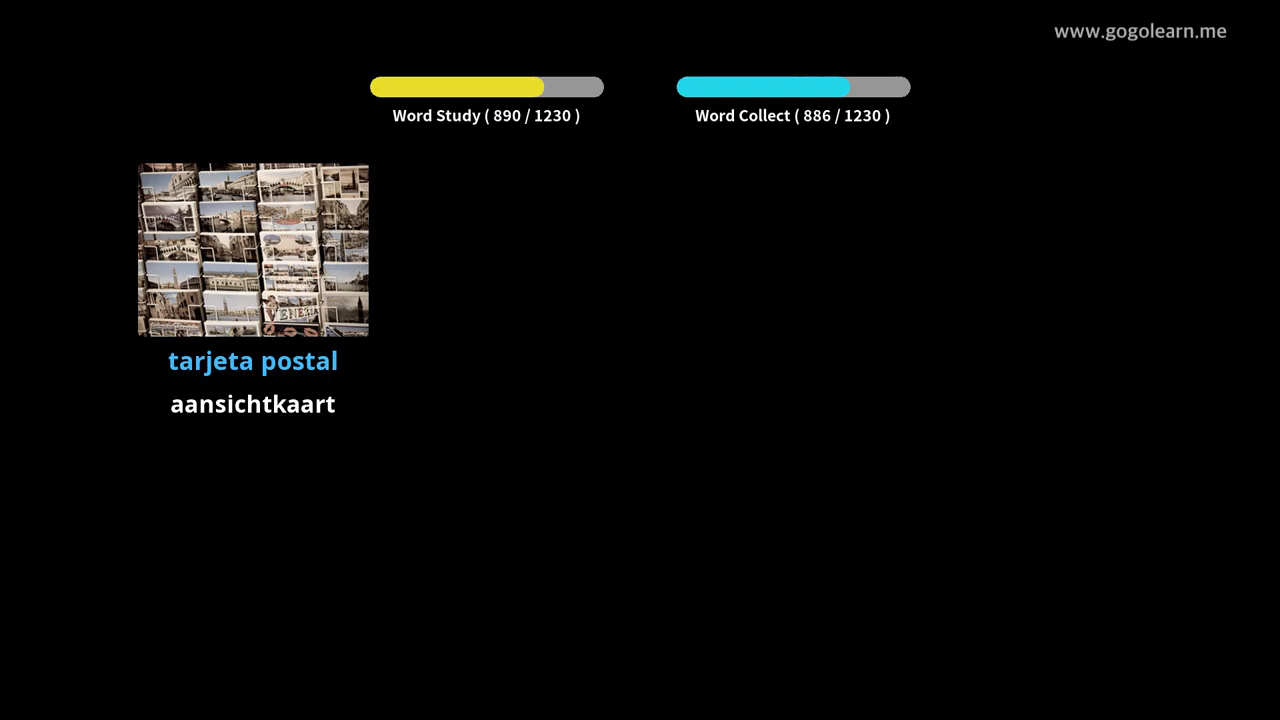 www.gogolearn.me
Word Study ( 890 / 1230 )
Word Collect ( 886 / 1230 )
tarjeta postal
aansichtkaart